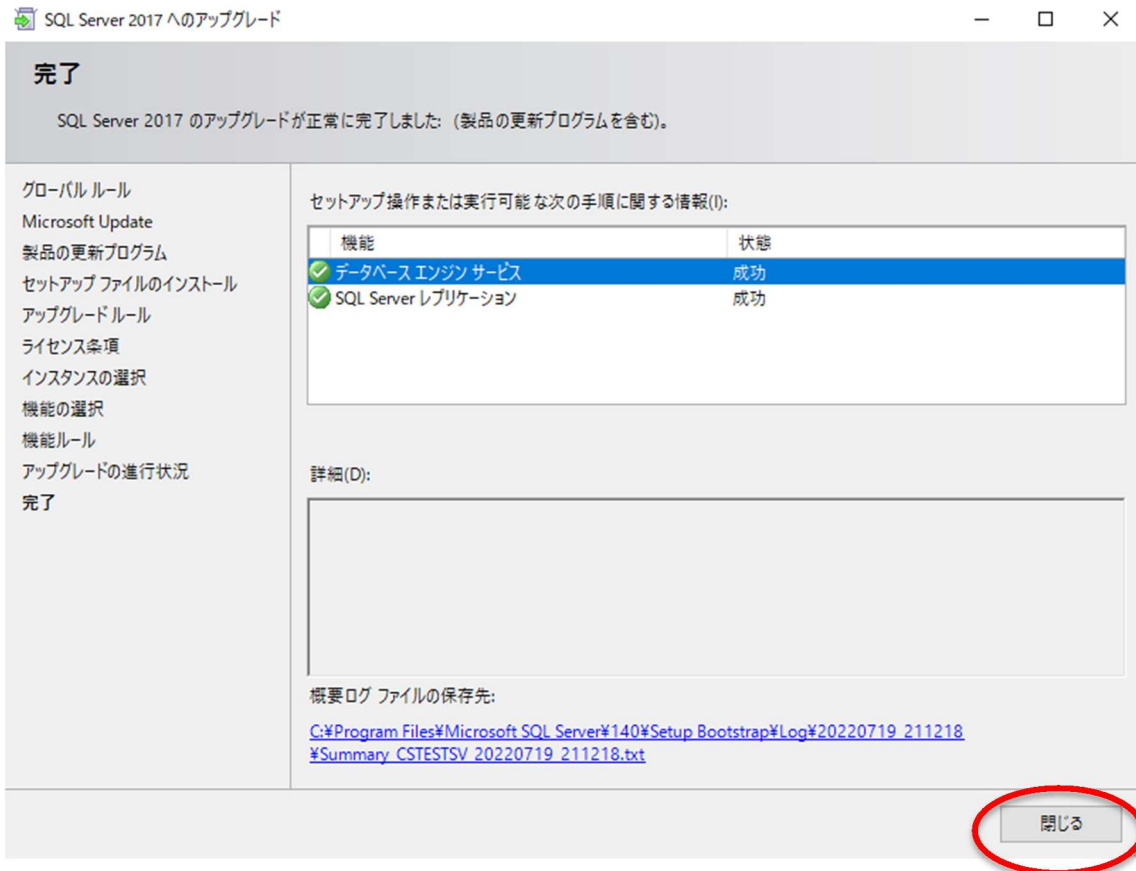 SQL Server 2017 へのアップグレード
完了
SQL Server 2017 のアップグレードが正常に完了しました: (製品の更新プログラムを含む)。
グローバル ルール
Microsoft Update
製品の更新プログラム
セットアップ ファイルのインストール
アップグレード ルール
ライセンス条項
インスタンスの選択
機能の選択
機能ルール
アップグレードの進行状況
完了
セットアップ操作または実行可能な次の手順に関する情報(I):
機能 状態
データベース エンジン サービス 成功
SQL Server レプリケーション 成功
詳細(D):
概要ログ ファイルの保存先:
C:¥Program Files¥Microsoft SQL Server¥140¥Setup Bootstrap¥Log¥20220719_211218
¥Summary_CSTESTSV_20220719_211218.txt
閉じる